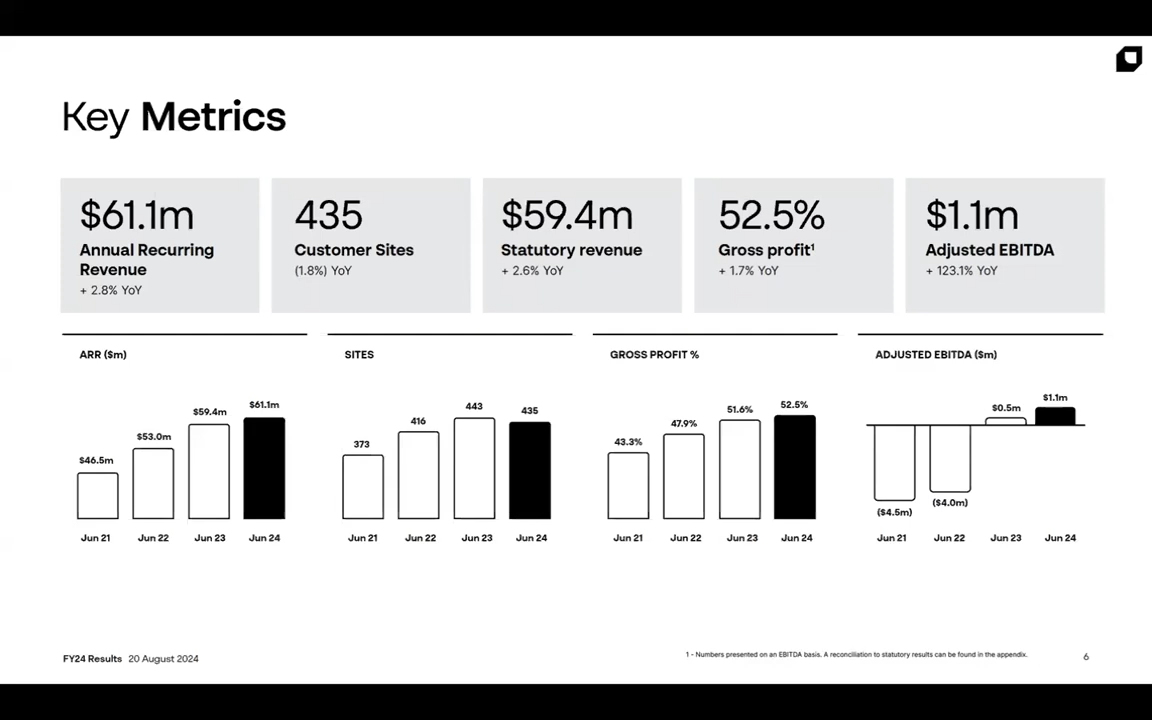 Key Metrics
$61.1m
Annual Recurring
Revenue
+ 2.8% YoY
435
Customer Sites
(1.8%) YoY
$59.4m
Statutory revenue
+ 2.6% YoY
52.5%
Gross profit¹
+ 1.7% YoY
$1.1m
Adjusted EBITDA
+ 123.1% YoY
ARR ($m)
$46.5m
$53.0m
$59.4m
$61.1m
Jun 21
Jun 22
Jun 23
Jun 24
SITES
373
416
443
435
Jun 21
Jun 22
Jun 23
Jun 24
GROSS PROFIT %
43.3%
47.9%
51.6%
52.5%
Jun 21
Jun 22
Jun 23
Jun 24
ADJUSTED EBITDA ($m)
($4.5m)
($4.0m)
$0.5m
$1.1m
Jun 21
Jun 22
Jun 23
Jun 24
FY24 Results 20 August 2024
1 - Numbers presented on an EBITDA basis. A reconciliation to statutory results can be found in the appendix.
6